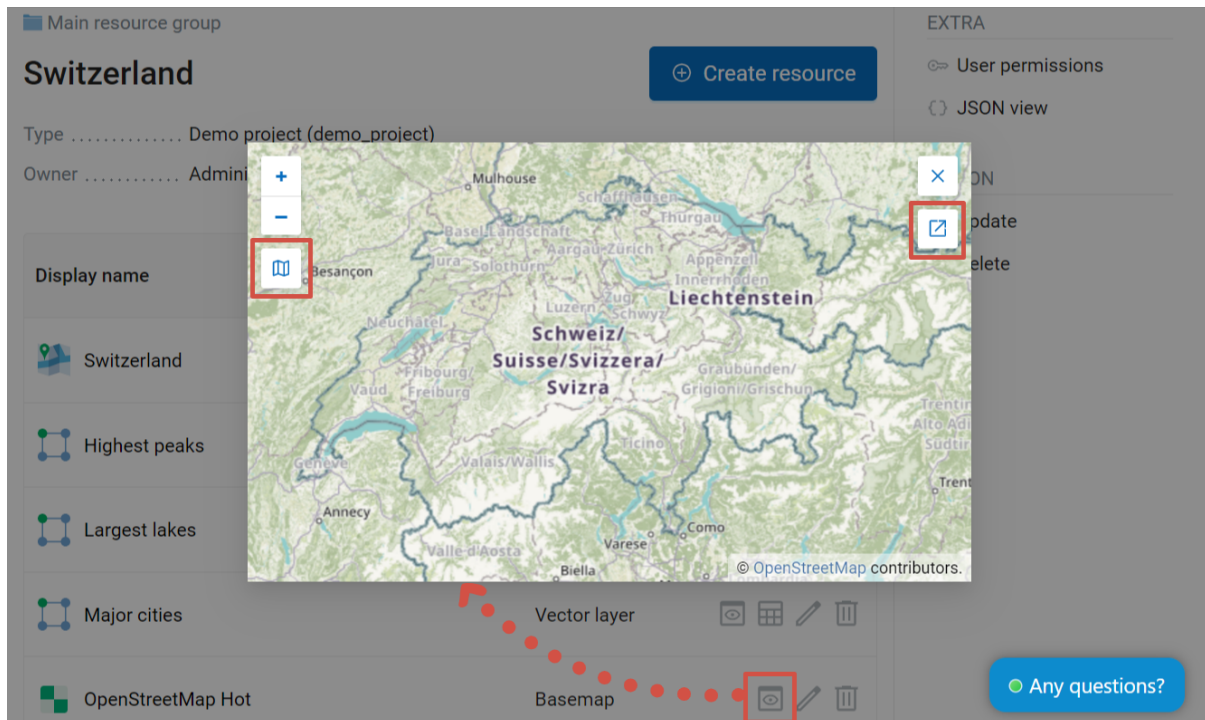 Main resource group
Switzerland
Create resource
Type .............. Demo project (demo_project)
Owner ............ Admini
EXTRA
User permissions
JSON view
ON
pdate
elete
Display name
Switzerland
Highest peaks
Largest lakes
Major cities
Vector layer
OpenStreetMap Hot
Basemap
+
−
Mulhouse
Schaffhausen
Thurgau
Basel-Landschaft
Aargau
Zürich
Jura
Solothurn
Appenzell
Innerrhoden
Besançon
Zug
Luzern
Schwyz
Liechtenstein
Neuchâtel
Schweiz/
Suisse/Svizzera/
Svizra
Fribourg/
Freiburg
Vaud
Graubünden/
Grigioni/Grischun
Trentin
Alto Adi
Südtir
Ticino
Genève
Valais/Wallis
Trent
Annecy
Como
Varese
Valle d'Aosta
Biella
Lombardia
© OpenStreetMap contributors.
Any questions?